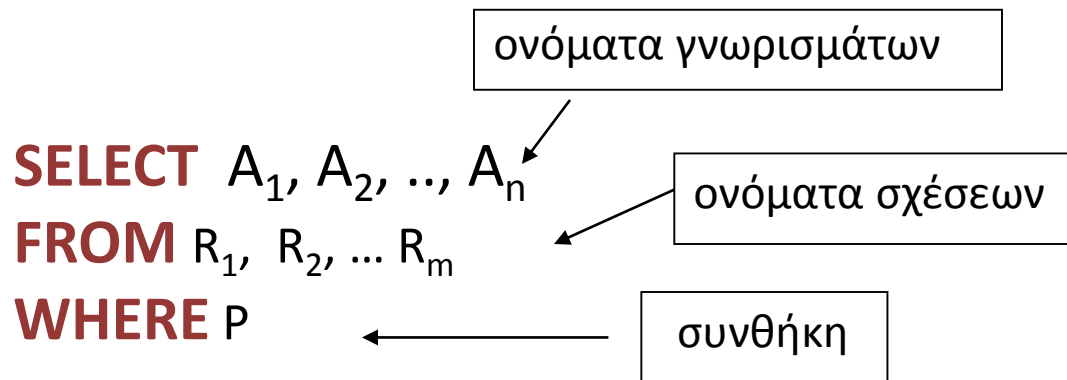 ονόματα γνωρισμάτων
SELECT A₁, A₂, .., Aₙ
ονόματα σχέσεων
FROM R₁, R₂, ... Rₘ
WHERE P
συνθήκη